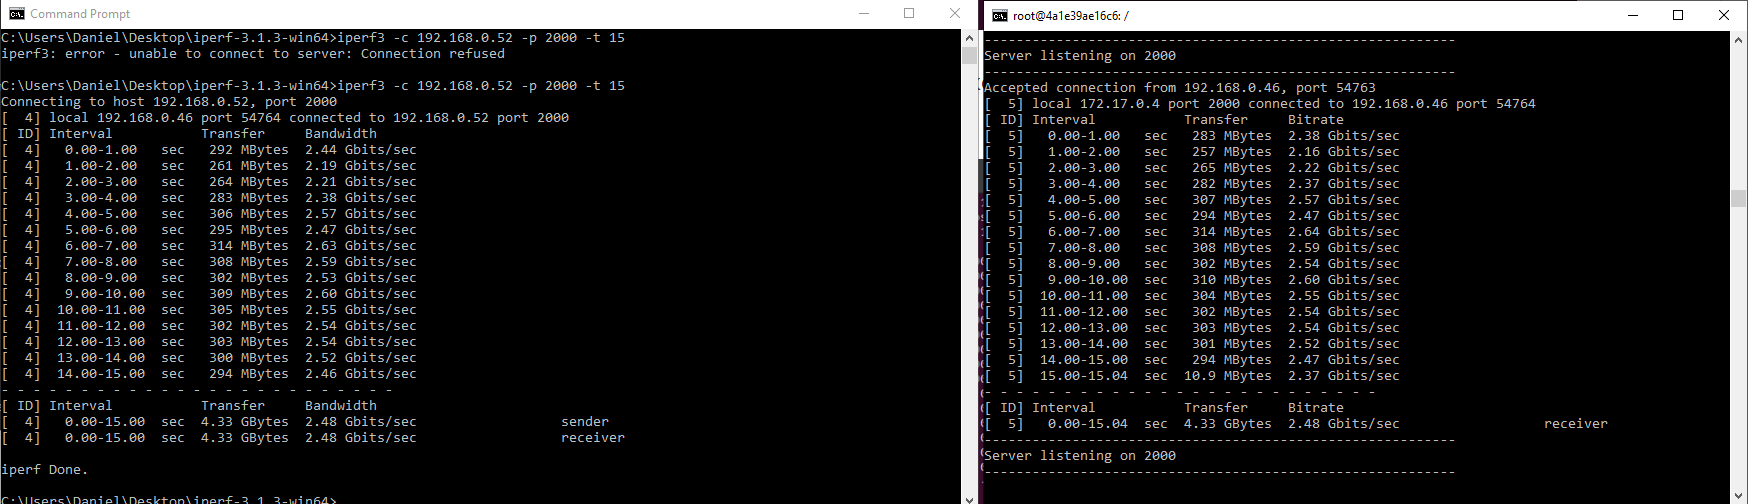 Command Prompt
C:\Users\Daniel\Desktop\iperf-3.1.3-win64>iperf3 -c 192.168.0.52 -p 2000 -t 15
iperf3: error - unable to connect to server: Connection refused
C:\Users\Daniel\Desktop\iperf-3.1.3-win64>iperf3 -c 192.168.0.52 -p 2000 -t 15
Connecting to host 192.168.0.52, port 2000
[  4] local 192.168.0.46 port 54764 connected to 192.168.0.52 port 2000
[ ID] Interval           Transfer     Bandwidth
[  4]   0.00-1.00   sec   292 MBytes  2.44 Gbits/sec
[  4]   1.00-2.00   sec   261 MBytes  2.19 Gbits/sec
[  4]   2.00-3.00   sec   264 MBytes  2.21 Gbits/sec
[  4]   3.00-4.00   sec   283 MBytes  2.38 Gbits/sec
[  4]   4.00-5.00   sec   306 MBytes  2.57 Gbits/sec
[  4]   5.00-6.00   sec   295 MBytes  2.47 Gbits/sec
[  4]   6.00-7.00   sec   314 MBytes  2.63 Gbits/sec
[  4]   7.00-8.00   sec   308 MBytes  2.59 Gbits/sec
[  4]   8.00-9.00   sec   302 MBytes  2.53 Gbits/sec
[  4]   9.00-10.00  sec   309 MBytes  2.60 Gbits/sec
[  4]  10.00-11.00  sec   305 MBytes  2.55 Gbits/sec
[  4]  11.00-12.00  sec   302 MBytes  2.54 Gbits/sec
[  4]  12.00-13.00  sec   303 MBytes  2.54 Gbits/sec
[  4]  13.00-14.00  sec   300 MBytes  2.52 Gbits/sec
[  4]  14.00-15.00  sec   294 MBytes  2.46 Gbits/sec
- - - - - - - - - - - - - - - - - - - - - - - - -
[ ID] Interval           Transfer     Bandwidth
[  4]   0.00-15.00  sec  4.33 GBytes  2.48 Gbits/sec                  sender
[  4]   0.00-15.00  sec  4.33 GBytes  2.48 Gbits/sec                  receiver
iperf Done.
C:\Users\Daniel\Desktop\iperf-3.1.3-win64>
root@4a1e39ae16c6: /
-----------------------------------------------------------
Server listening on 2000
-----------------------------------------------------------
Accepted connection from 192.168.0.46, port 54763
[  5] local 172.17.0.4 port 2000 connected to 192.168.0.46 port 54764
[ ID] Interval           Transfer     Bitrate
[  5]   0.00-1.00   sec   283 MBytes  2.38 Gbits/sec
[  5]   1.00-2.00   sec   257 MBytes  2.16 Gbits/sec
[  5]   2.00-3.00   sec   265 MBytes  2.22 Gbits/sec
[  5]   3.00-4.00   sec   282 MBytes  2.37 Gbits/sec
[  5]   4.00-5.00   sec   307 MBytes  2.57 Gbits/sec
[  5]   5.00-6.00   sec   294 MBytes  2.47 Gbits/sec
[  5]   6.00-7.00   sec   314 MBytes  2.64 Gbits/sec
[  5]   7.00-8.00   sec   308 MBytes  2.59 Gbits/sec
[  5]   8.00-9.00   sec   302 MBytes  2.54 Gbits/sec
[  5]   9.00-10.00  sec   310 MBytes  2.60 Gbits/sec
[  5]  10.00-11.00  sec   304 MBytes  2.55 Gbits/sec
[  5]  11.00-12.00  sec   302 MBytes  2.54 Gbits/sec
[  5]  12.00-13.00  sec   303 MBytes  2.54 Gbits/sec
[  5]  13.00-14.00  sec   301 MBytes  2.52 Gbits/sec
[  5]  14.00-15.00  sec   294 MBytes  2.47 Gbits/sec
[  5]  15.00-15.04  sec  10.9 MBytes  2.37 Gbits/sec
- - - - - - - - - - - - - - - - - - - - - - - - -
[ ID] Interval           Transfer     Bitrate
[  5]   0.00-15.04  sec  4.33 GBytes  2.48 Gbits/sec                  receiver
-----------------------------------------------------------
Server listening on 2000
-----------------------------------------------------------